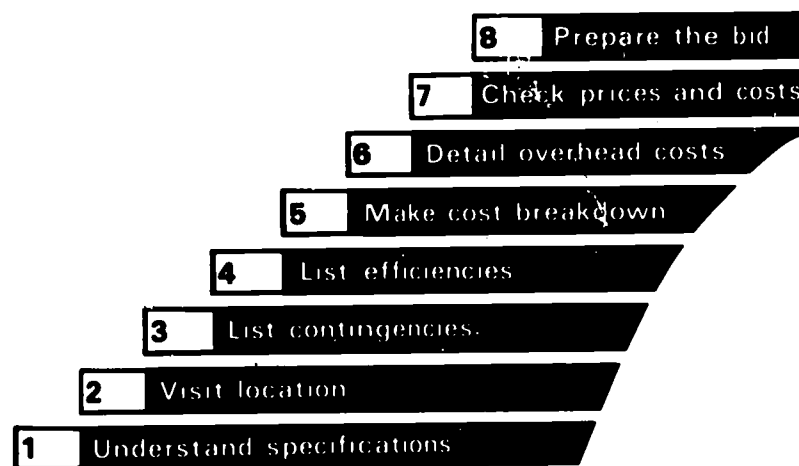 8 Prepare the bid
7 Check prices and costs
6 Detail overhead costs
5 Make cost breakdown
4 List efficiencies
3 List contingencies.
2 Visit location
1 Understand specifications